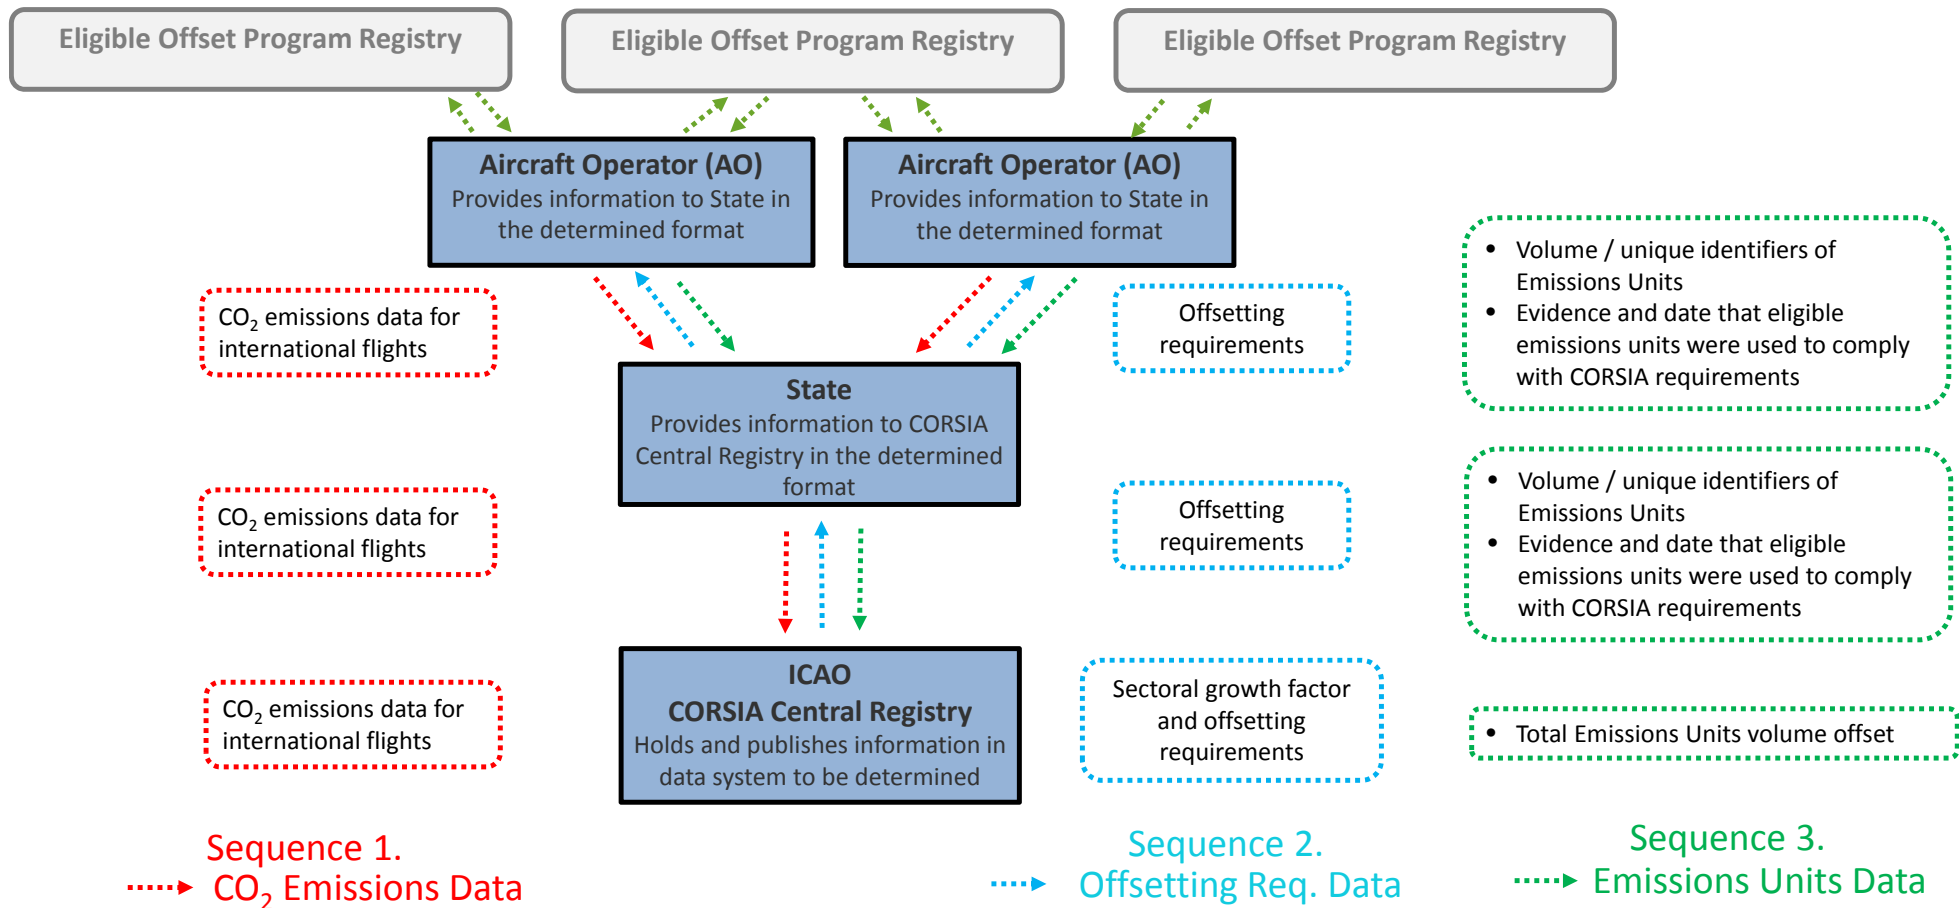 Eligible Offset Program Registry
Eligible Offset Program Registry
Eligible Offset Program Registry
Aircraft Operator (AO)
Provides information to State in
the determined format
Aircraft Operator (AO)
Provides information to State in
the determined format
CO₂ emissions data for
international flights
Offsetting
requirements
• Volume / unique identifiers of
Emissions Units
• Evidence and date that eligible
emissions units were used to comply
with CORSIA requirements
State
Provides information to CORSIA
Central Registry in the determined
format
CO₂ emissions data for
international flights
Offsetting
requirements
• Volume / unique identifiers of
Emissions Units
• Evidence and date that eligible
emissions units were used to comply
with CORSIA requirements
ICAO
CORSIA Central Registry
Holds and publishes information in
data system to be determined
CO₂ emissions data for
international flights
Sectoral growth factor
and offsetting
requirements
• Total Emissions Units volume offset
Sequence 1.
CO₂ Emissions Data
Sequence 2.
Offsetting Req. Data
Sequence 3.
Emissions Units Data